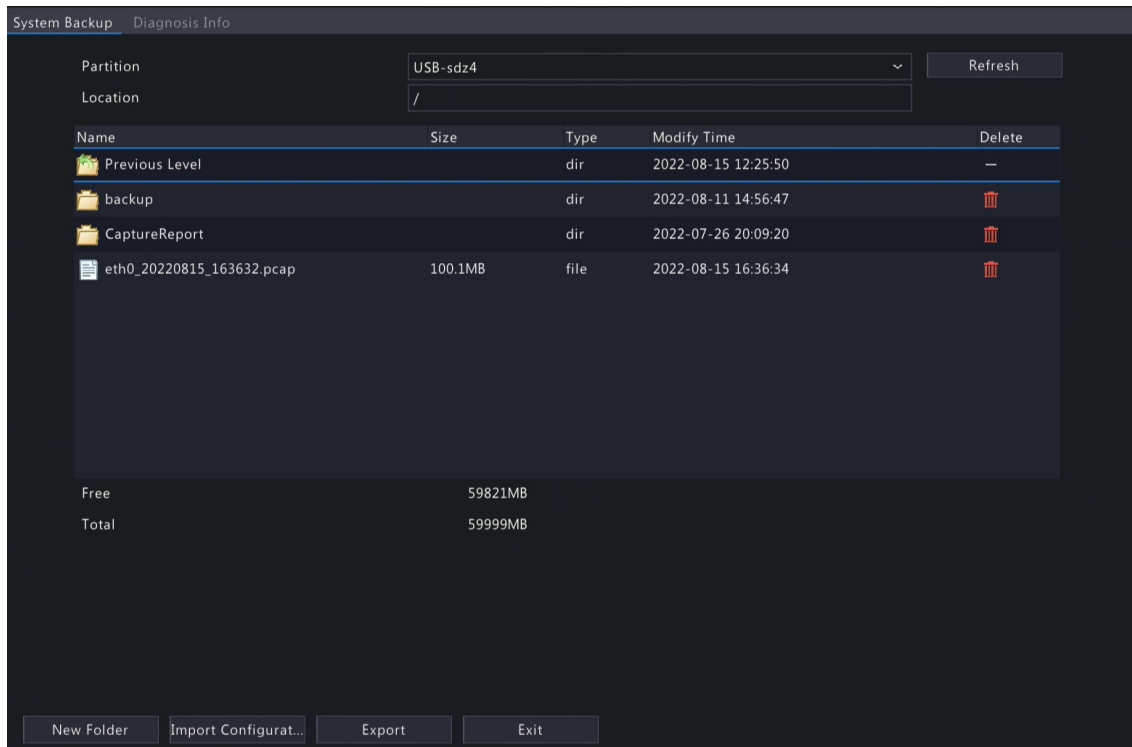 System Backup Diagnosis Info
Partition USB-sdz4 Refresh
Location /
Name Size Type Modify Time Delete
Previous Level dir 2022-08-15 12:25:50 —
backup dir 2022-08-11 14:56:47
CaptureReport dir 2022-07-26 20:09:20
eth0_20220815_163632.pcap 100.1MB file 2022-08-15 16:36:34
Free 59821MB
Total 59999MB
New Folder Import Configurat... Export Exit